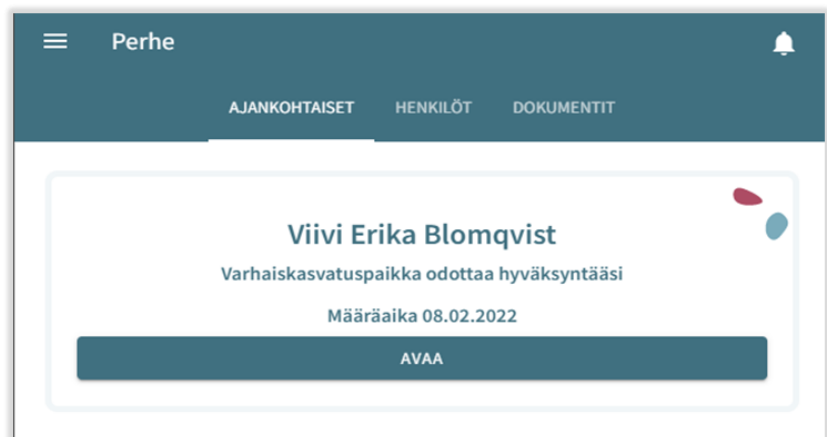 Perhe
AJANKOHTAISET HENKILÖT DOKUMENTIT
Viivi Erika Blomqvist
Varhaiskasvatuspaikka odottaa hyväksyntääsi
Määräaika 08.02.2022
AVAA